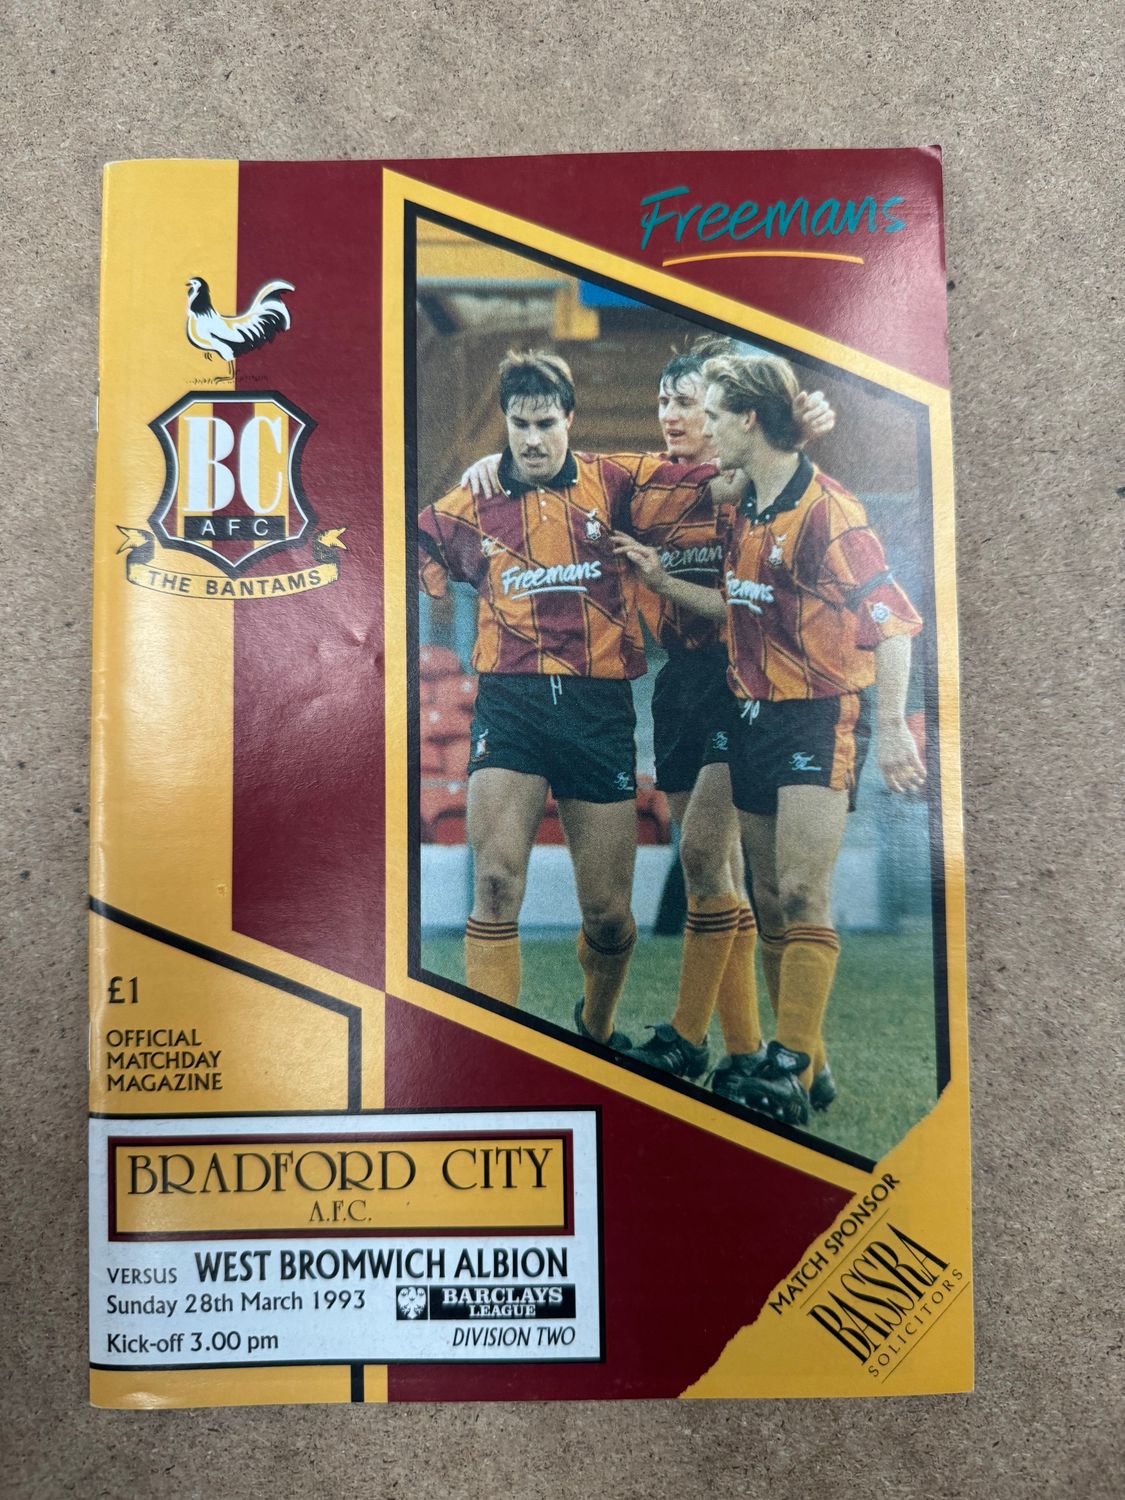 Freemans
BC
AFC
THE BANTAMS
Freemans
Freemans
£1
OFFICIAL
MATCHDAY
MAGAZINE
BRADFORD CITY
A.F.C.
VERSUS WEST BROMWICH ALBION
Sunday 28th March 1993
BARCLAYS
LEAGUE
Kick-off 3.00 pm
DIVISION TWO
MATCH SPONSOR
BASSRA
SOLICITORS